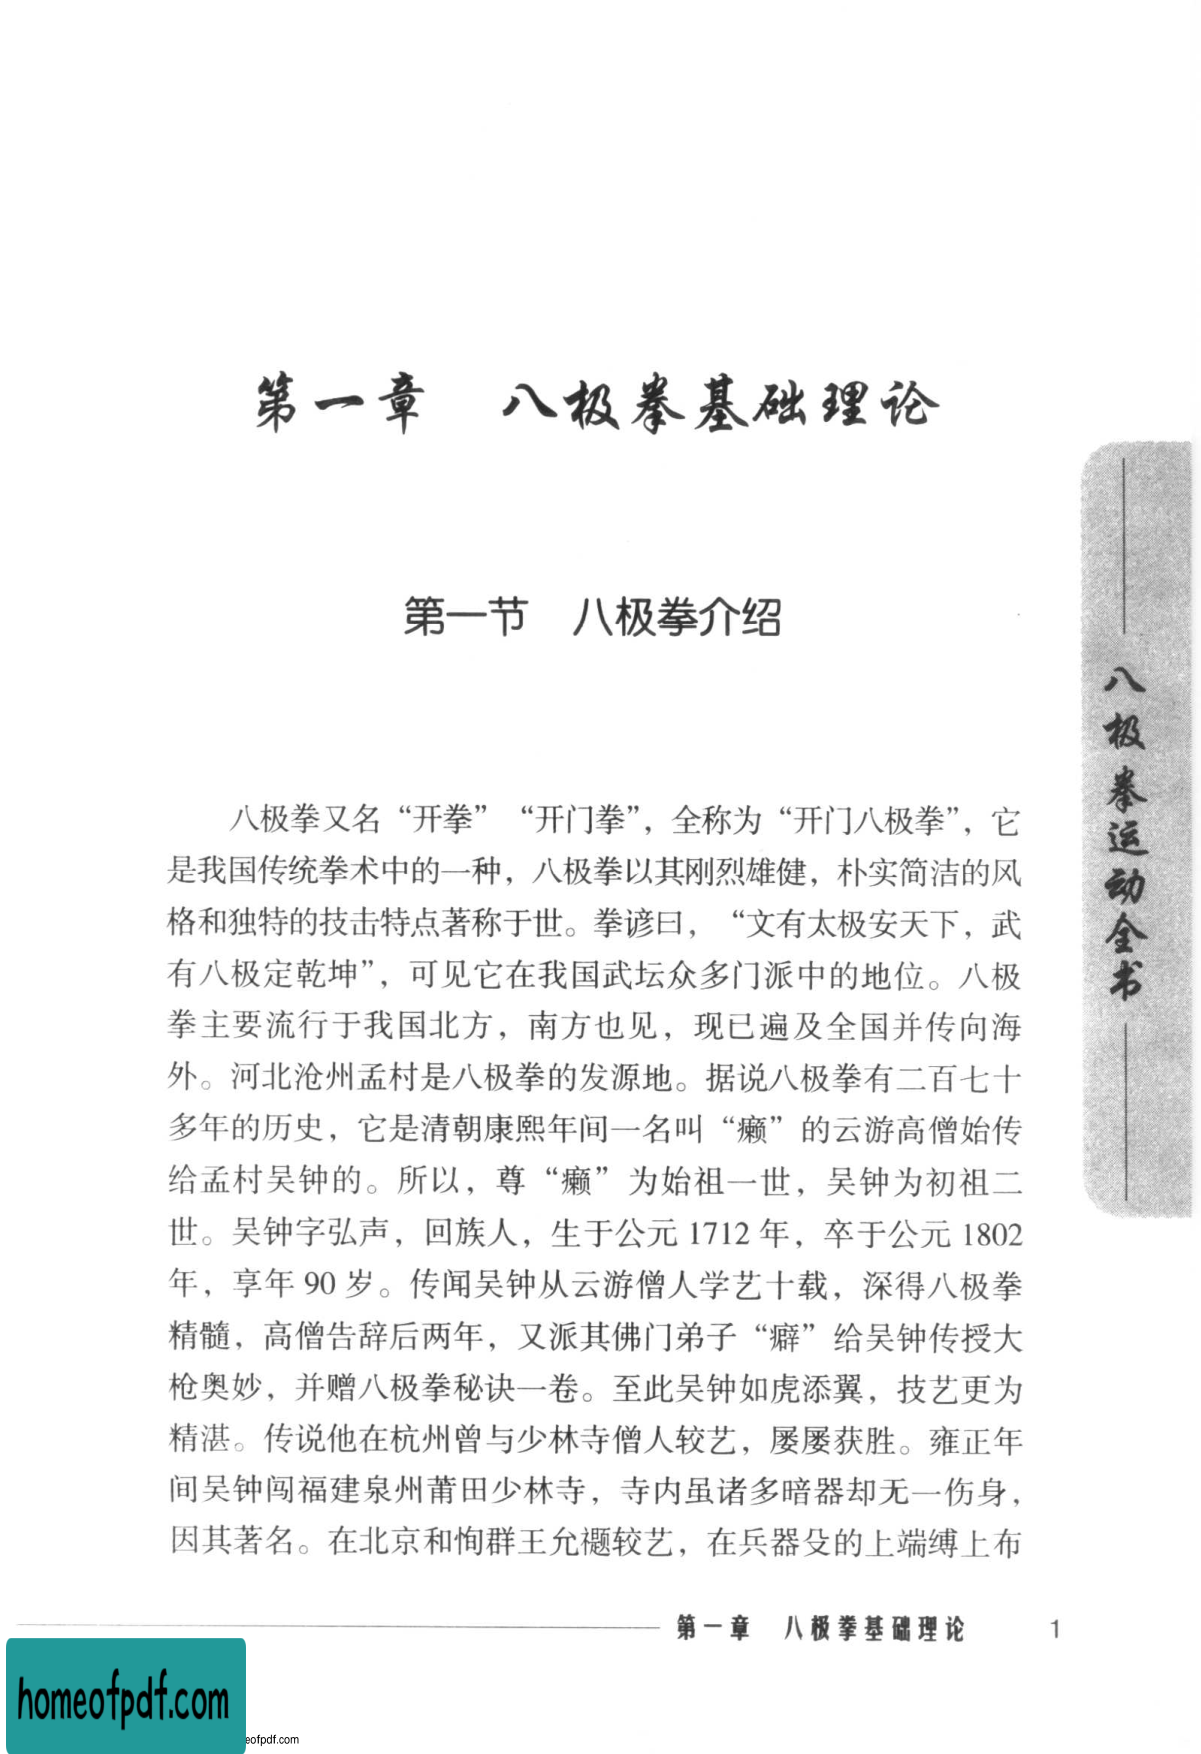 第一章 八极拳基础理论
第一节 八极拳介绍
八极拳又名“开拳” “开门拳”，全称为“开门八极拳”，它
是我国传统拳术中的一种，八极拳以其刚烈雄健，朴实简洁的风
格和独特的技击特点著称于世。拳谚曰，“文有太极安天下，武
有八极定乾坤”，可见它在我国武坛众多门派中的地位。八极
拳主要流行于我国北方，南方也见，现已遍及全国并传向海
外。河北沧州孟村是八极拳的发源地。据说八极拳有二百七十
多年的历史，它是清朝康熙年间一名叫“癞”的云游高僧始传
给孟村吴钟的。所以，尊“癞”为始祖一世，吴钟为初祖二
世。吴钟字弘声，回族人，生于公元 1712 年，卒于公元 1802
年，享年 90 岁。传闻吴钟从云游僧人学艺十载，深得八极拳
精髓，高僧告辞后两年，又派其佛门弟子“癖”给吴钟传授大
枪奥妙，并赠八极拳秘诀一卷。至此吴钟如虎添翼，技艺更为
精湛。传说他在杭州曾与少林寺僧人较艺，屡屡获胜。雍正年
间吴钟闯福建泉州莆田少林寺，寺内虽诸多暗器却无一伤身，
因其著名。在北京和恂群王允禵较艺，在兵器殳的上端缚上布
八极拳运动全书
第一章 八极拳基础理论 1
homeofpdf.com
eofpdf.com